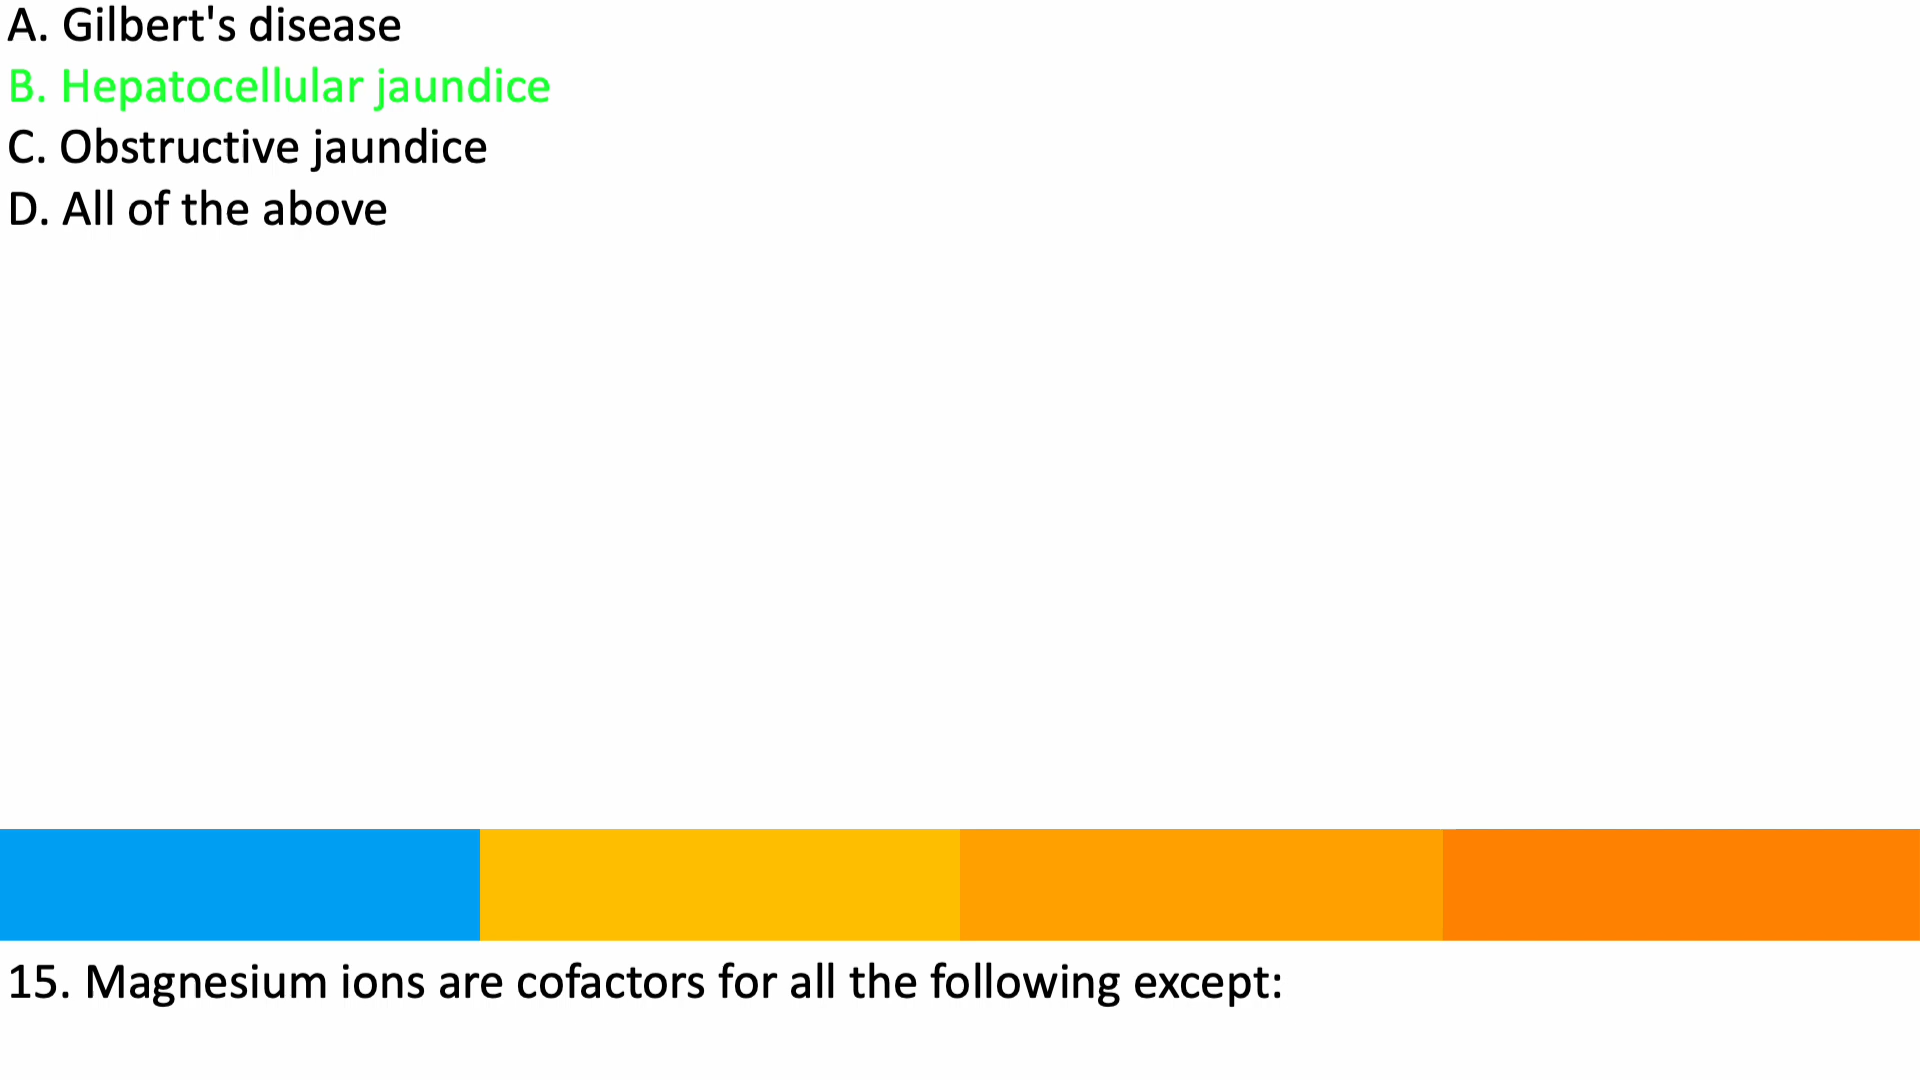 A. Gilbert's disease
B. Hepatocellular jaundice
C. Obstructive jaundice
D. All of the above
15. Magnesium ions are cofactors for all the following except: